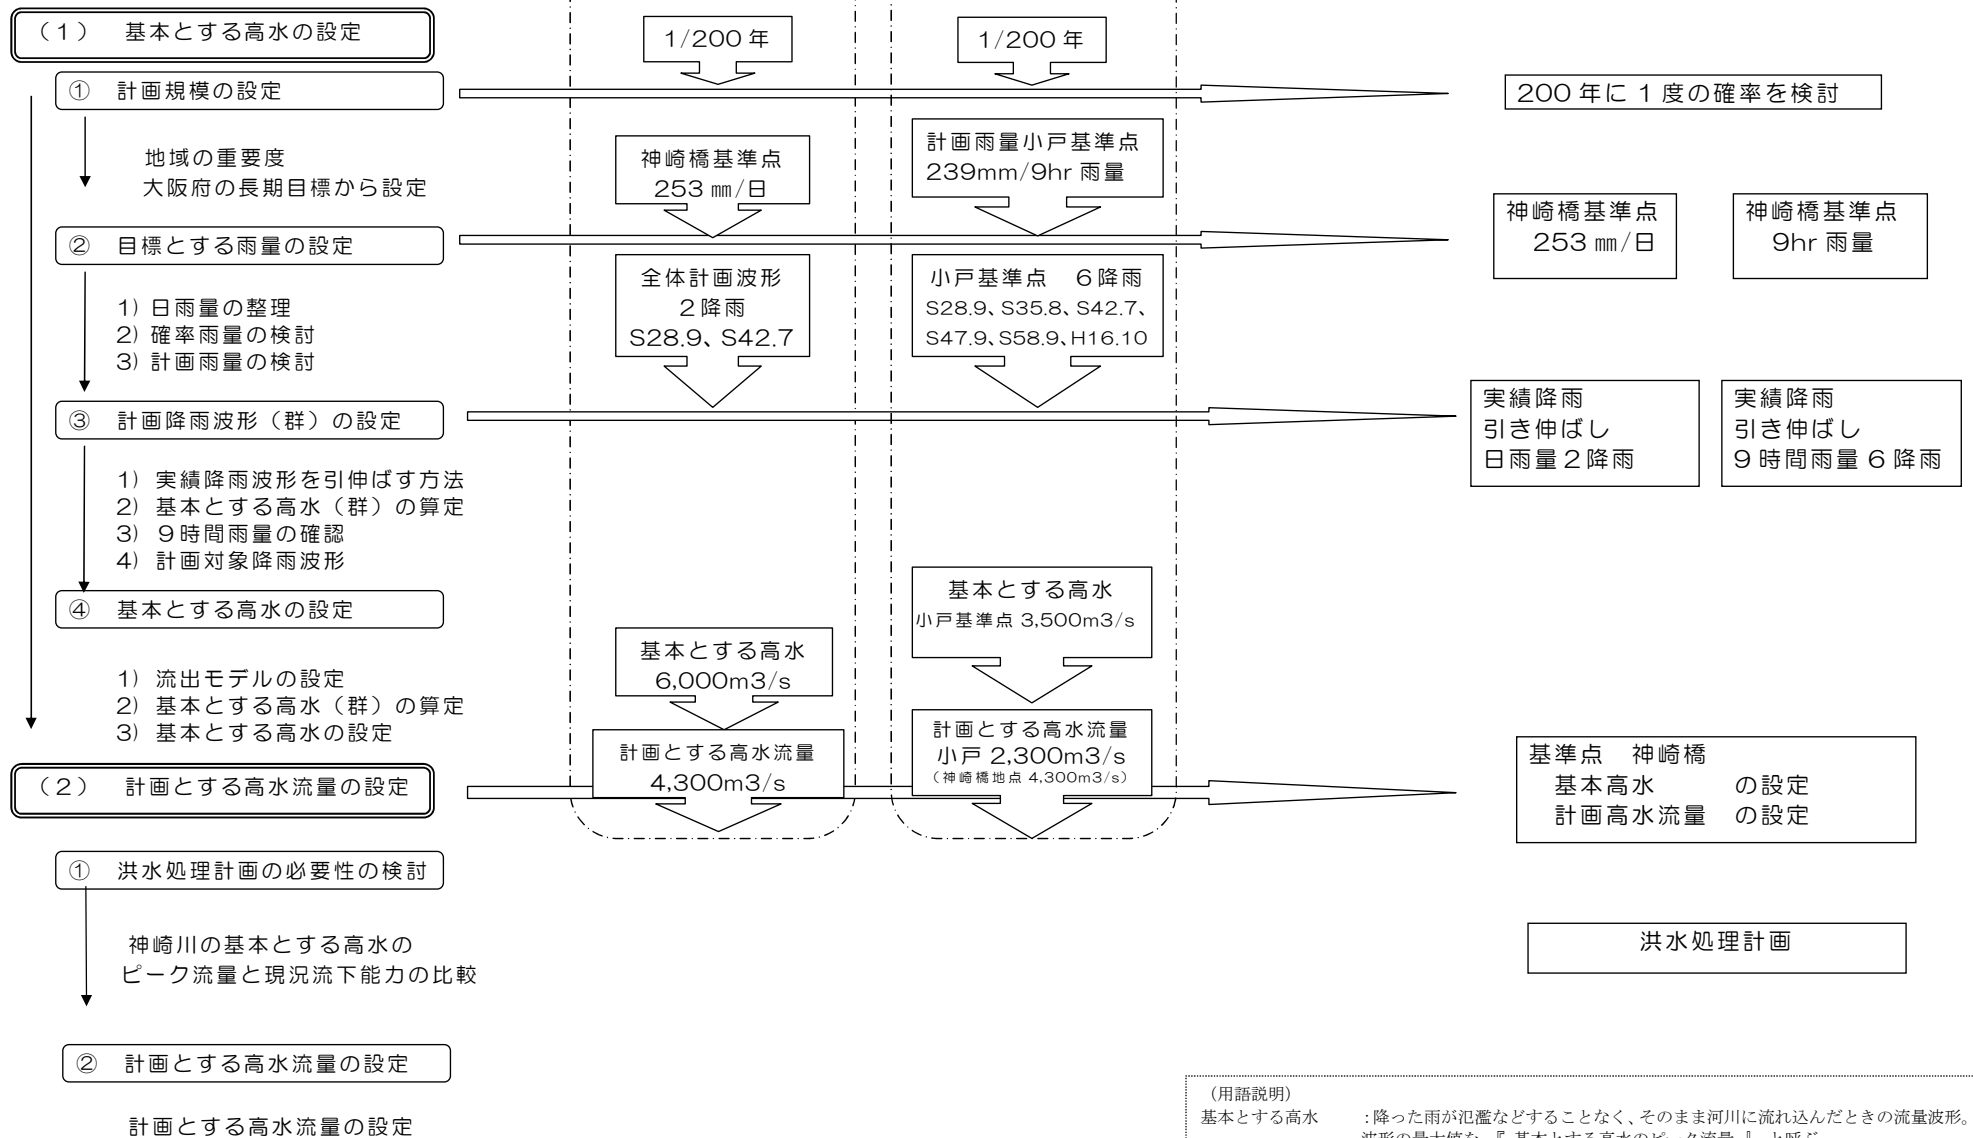 （１）　基本とする高水の設定
① 計画規模の設定
地域の重要度
大阪府の長期目標から設定
② 目標とする雨量の設定
1) 日雨量の整理
2) 確率雨量の検討
3) 計画雨量の検討
③ 計画降雨波形（群）の設定
1) 実績降雨波形を引伸ばす方法
2) 基本とする高水（群）の算定
3) ９時間雨量の確認
4) 計画対象降雨波形
④ 基本とする高水の設定
1) 流出モデルの設定
2) 基本とする高水（群）の算定
3) 基本とする高水の設定
（２）　計画とする高水流量の設定
① 洪水処理計画の必要性の検討
神崎川の基本とする高水の
ピーク流量と現況流下能力の比較
② 計画とする高水流量の設定
計画とする高水流量の設定
1/200 年
神崎橋基準点
253 ㎜/日
全体計画波形
２降雨
S28.9、S42.7
基本とする高水
6,000m3/s
計画とする高水流量
4,300m3/s
1/200 年
計画雨量小戸基準点
239mm/9hr 雨量
小戸基準点　６降雨
S28.9、S35.8、S42.7、
S47.9、S58.9、H16.10
基本とする高水
小戸基準点 3,500m3/s
計画とする高水流量
小戸 2,300m3/s
（神崎橋地点 4,300m3/s）
200 年に 1 度の確率を検討
神崎橋基準点
253 ㎜/日
神崎橋基準点
9hr 雨量
実績降雨
引き伸ばし
日雨量２降雨
実績降雨
引き伸ばし
9 時間雨量 6 降雨
基準点　神崎橋
基本高水　　　の設定
計画高水流量　の設定
洪水処理計画
（用語説明）
基本とする高水　：降った雨が氾濫などすることなく、そのまま河川に流れ込んだときの流量波形。
波形の最大値を、『 基本とする高水のピーク流量 』 と呼ぶ